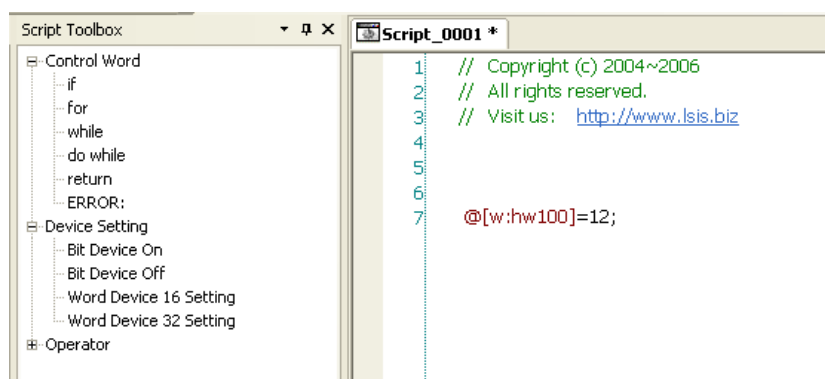 Script Toolbox
Control Word
if
for
while
do while
return
ERROR:
Device Setting
Bit Device On
Bit Device Off
Word Device 16 Setting
Word Device 32 Setting
Operator
Script_0001 *
1 // Copyright (c) 2004~2006
2 // All rights reserved.
3 // Visit us: http://www.lsis.biz
4
5
6
7 @[w:hw100]=12;